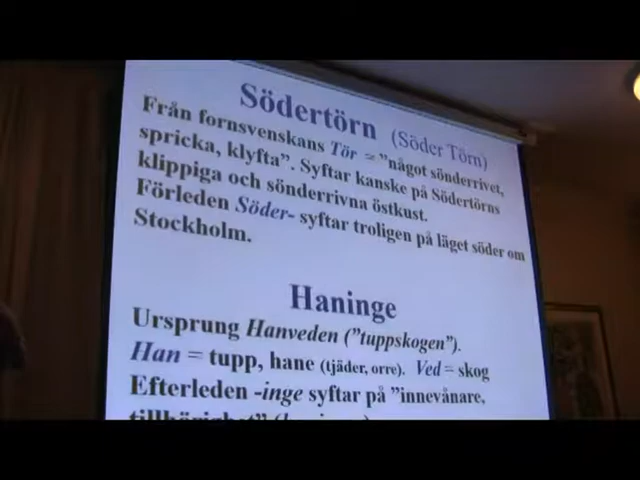 Södertörn (Söder Törn)
Från fornsvenskans Tör = "något sönderrivet,
spricka, klyfta". Syftar kanske på Södertörns
klippiga och sönderrivna östkust.
Förleden Söder- syftar troligen på läget söder om
Stockholm.
Haninge
Ursprung Hanveden ("tuppskogen").
Han = tupp, hane (tjäder, orre). Ved = skog
Efterleden -inge syftar på "innevånare,
tillhörighet"